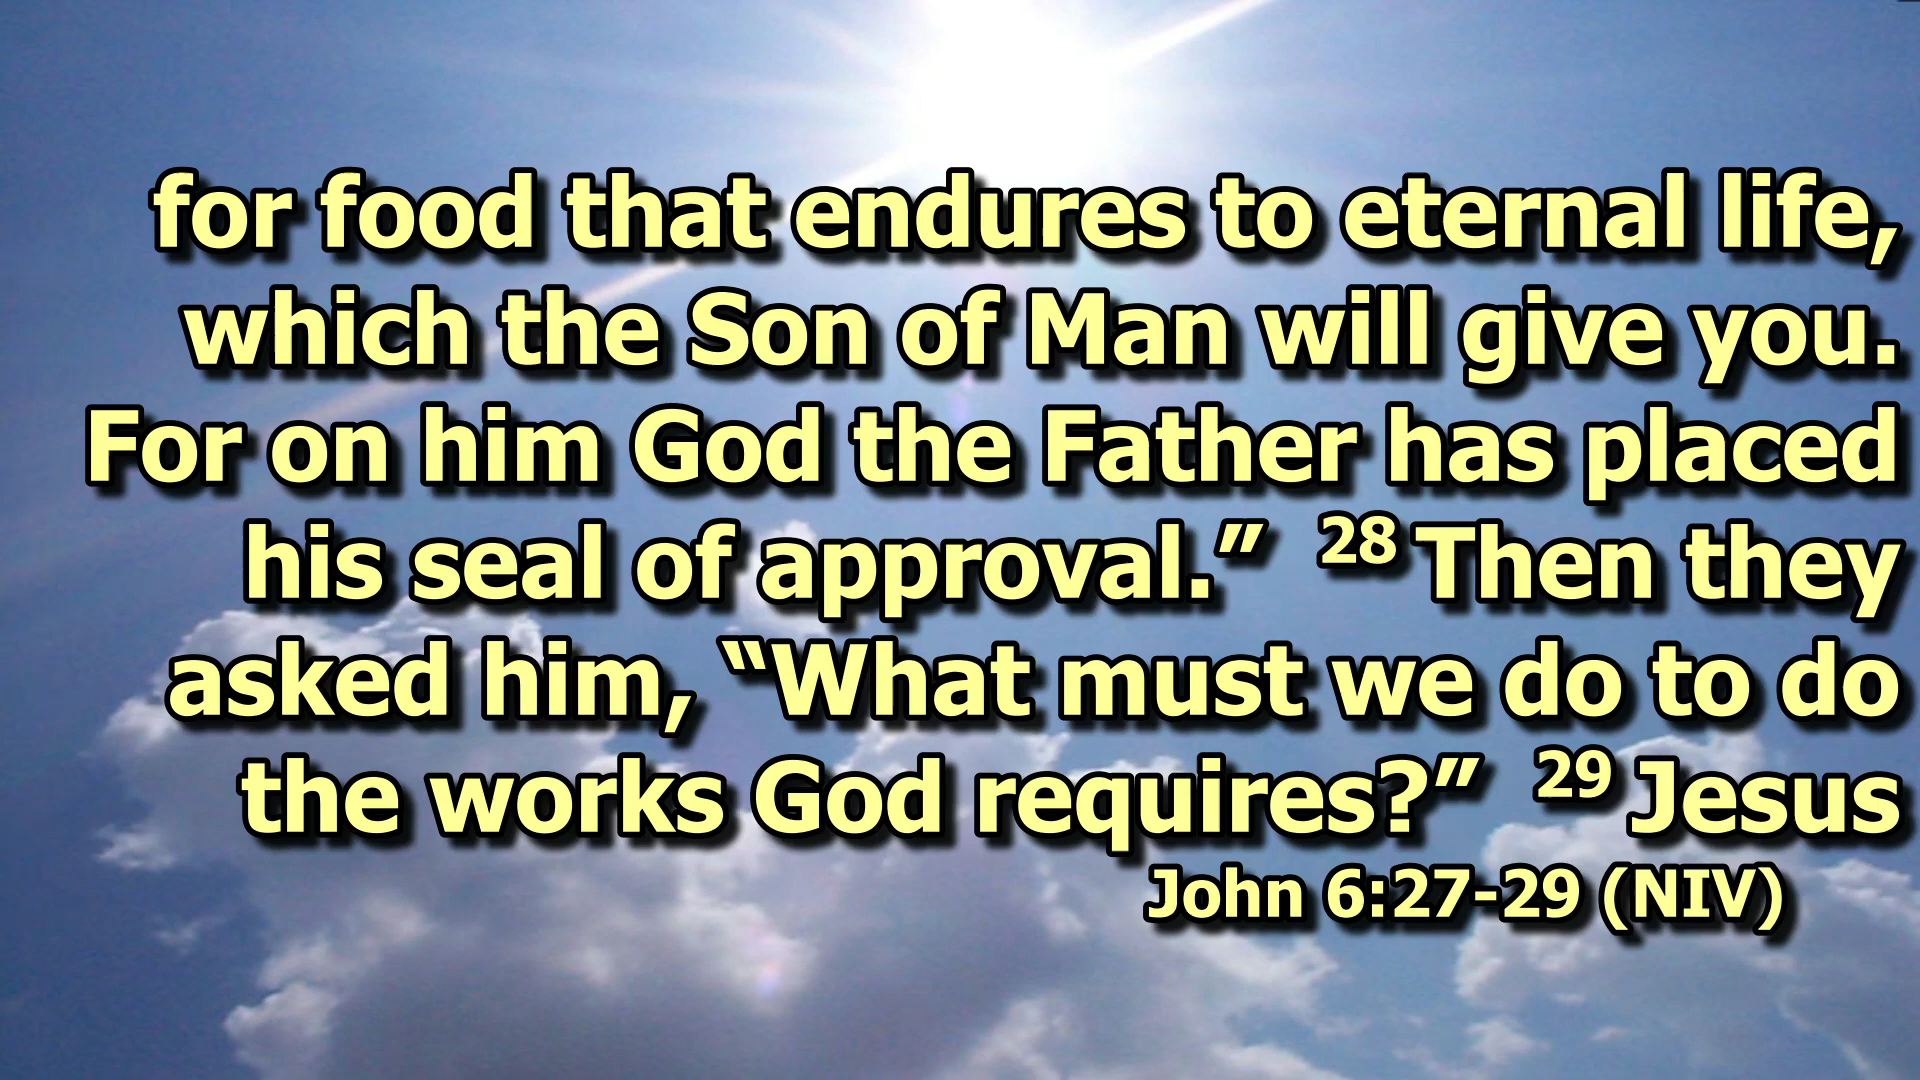 for food that endures to eternal life,
which the Son of Man will give you.
For on him God the Father has placed
his seal of approval.” 28 Then they
asked him, “What must we do to do
the works God requires?” 29 Jesus
John 6:27-29 (NIV)